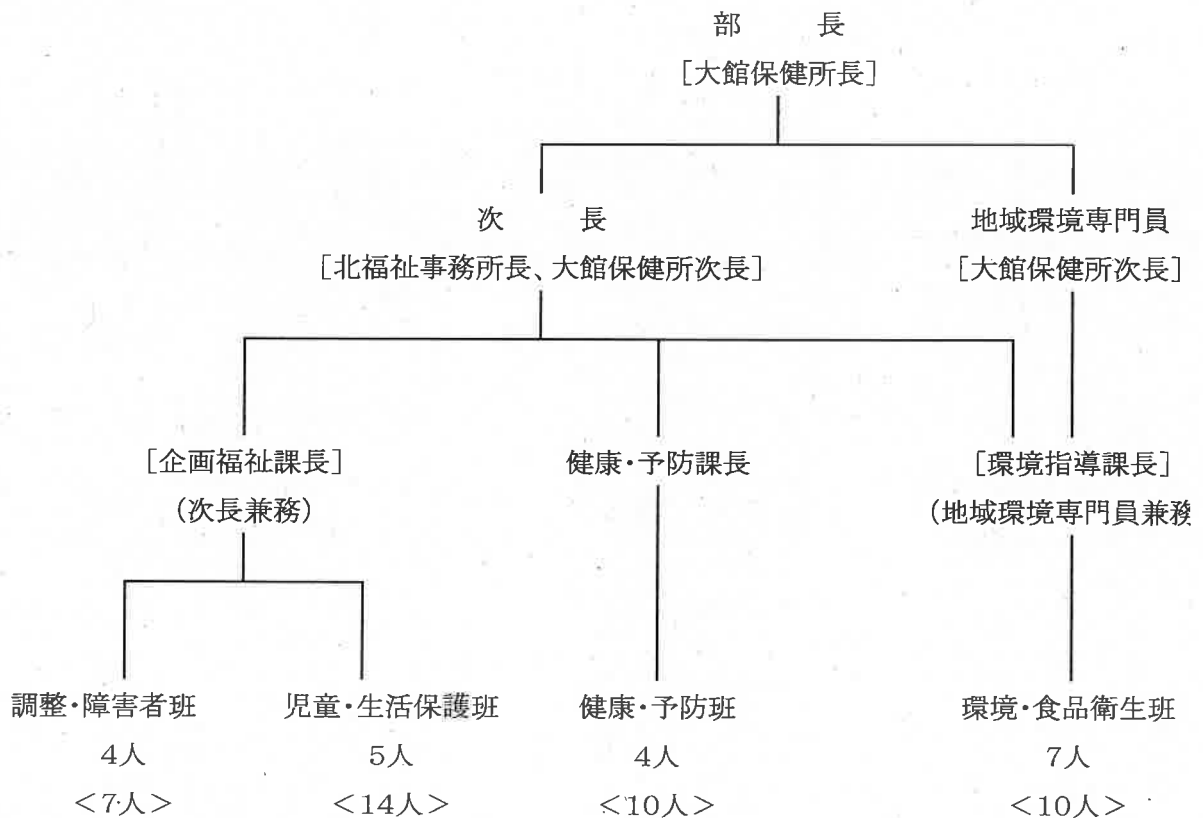 部　　長
[大館保健所長]
次　　長
地域環境専門員
[北福祉事務所長、大館保健所次長]
[大館保健所次長]
[企画福祉課長]
健康・予防課長
[環境指導課長]
(次長兼務)
(地域環境専門員兼務
調整・障害者班
児童・生活保護班
健康・予防班
環境・食品衛生班
4人
5人
4人
7人
<7人>
<14人>
<10人>
<10人>